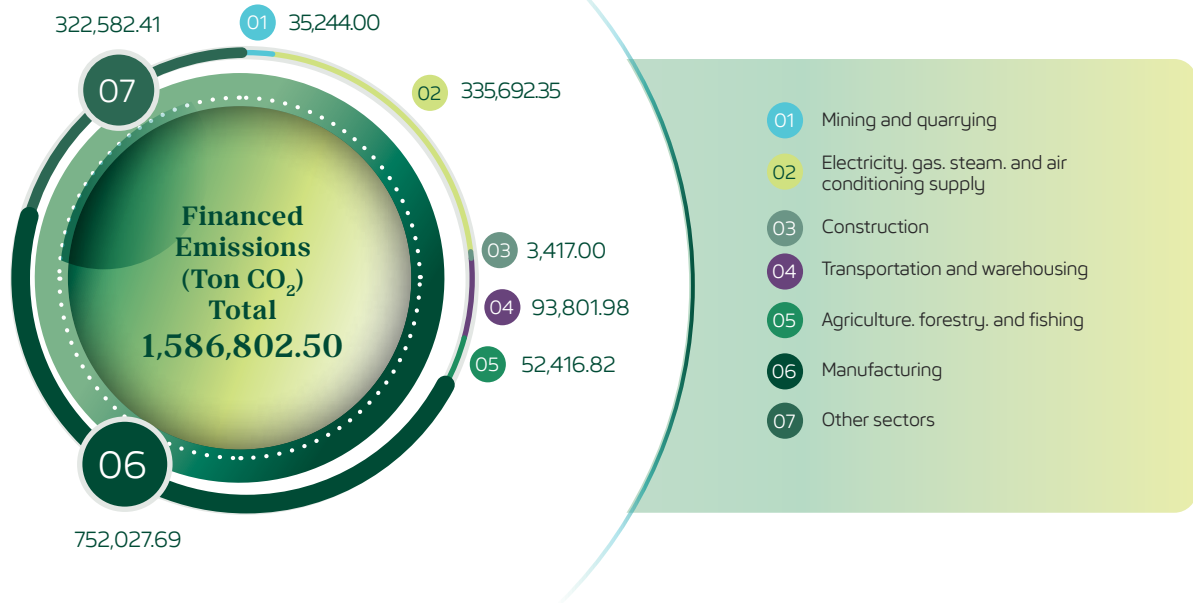 322,582.41
01 35,244.00
07
02 335,692.35
Financed
Emissions
(Ton CO₂)
Total
1,586,802.50
03 3,417.00
04 93,801.98
05 52,416.82
06
752,027.69
01 Mining and quarrying
02 Electricity. gas. steam. and air
conditioning supply
03 Construction
04 Transportation and warehousing
05 Agriculture. forestry. and fishing
06 Manufacturing
07 Other sectors